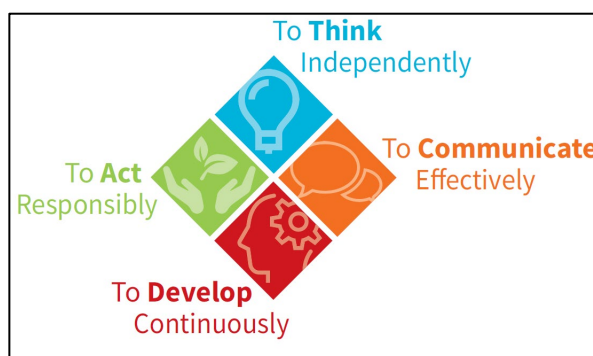 To Think
Independently
To Communicate
Effectively
To Act
Responsibly
To Develop
Continuously